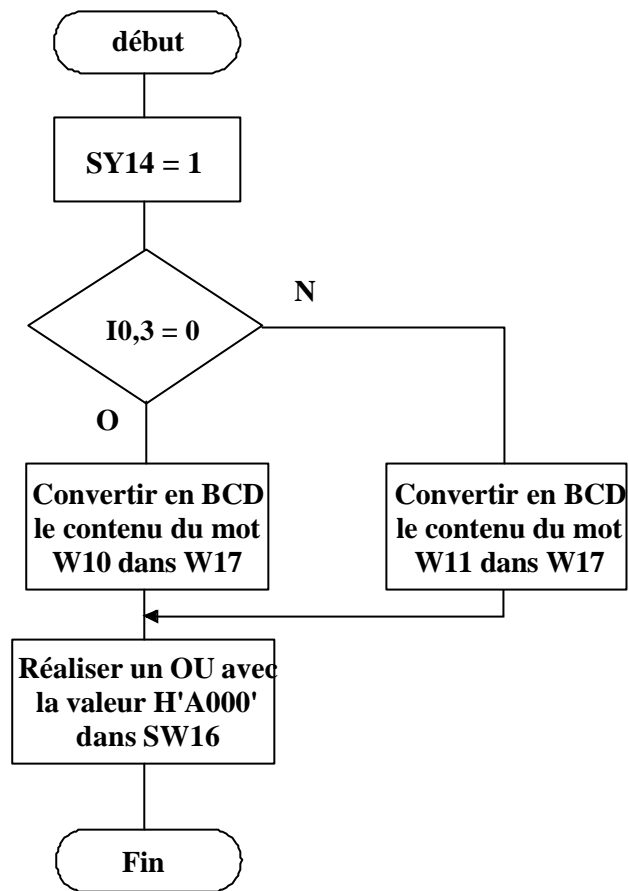 début
SY14 = 1
N
I0,3 = 0
O
Convertir en BCD
le contenu du mot
W10 dans W17
Convertir en BCD
le contenu du mot
W11 dans W17
Réaliser un OU avec
la valeur H'A000'
dans SW16
Fin